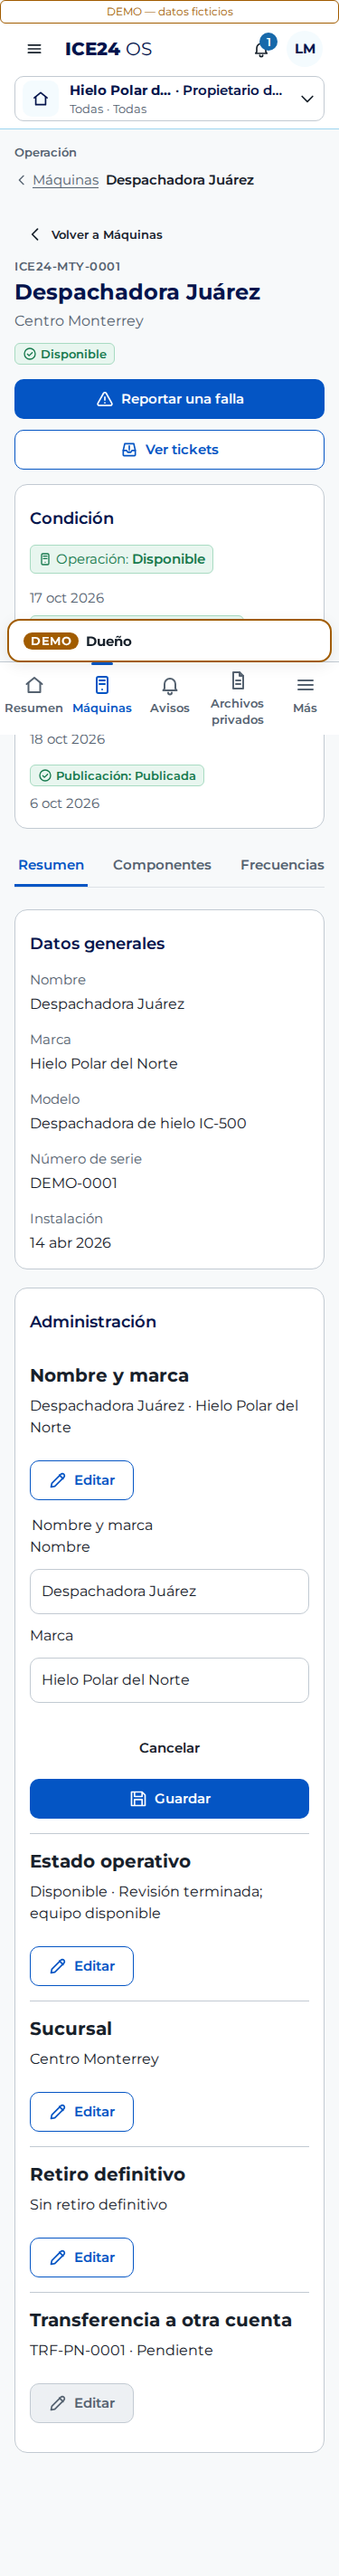 DEMO — datos ficticios
ICE24 OS
1
LM
Hielo Polar d... · Propietario d...
Todas · Todas
Operación
Máquinas Despachadora Juárez
Volver a Máquinas
ICE24-MTY-0001
Despachadora Juárez
Centro Monterrey
Disponible
Reportar una falla
Ver tickets
Condición
Operación: Disponible
17 oct 2026
DEMO Dueño
Resumen
Máquinas
Avisos
Archivos privados
Más
18 oct 2026
Publicación: Publicada
6 oct 2026
Resumen Componentes Frecuencias
Datos generales
Nombre
Despachadora Juárez
Marca
Hielo Polar del Norte
Modelo
Despachadora de hielo IC-500
Número de serie
DEMO-0001
Instalación
14 abr 2026
Administración
Nombre y marca
Despachadora Juárez · Hielo Polar del
Norte
Editar
Nombre y marca
Nombre
Despachadora Juárez
Marca
Hielo Polar del Norte
Cancelar
Guardar
Estado operativo
Disponible · Revisión terminada;
equipo disponible
Editar
Sucursal
Centro Monterrey
Editar
Retiro definitivo
Sin retiro definitivo
Editar
Transferencia a otra cuenta
TRF-PN-0001 · Pendiente
Editar